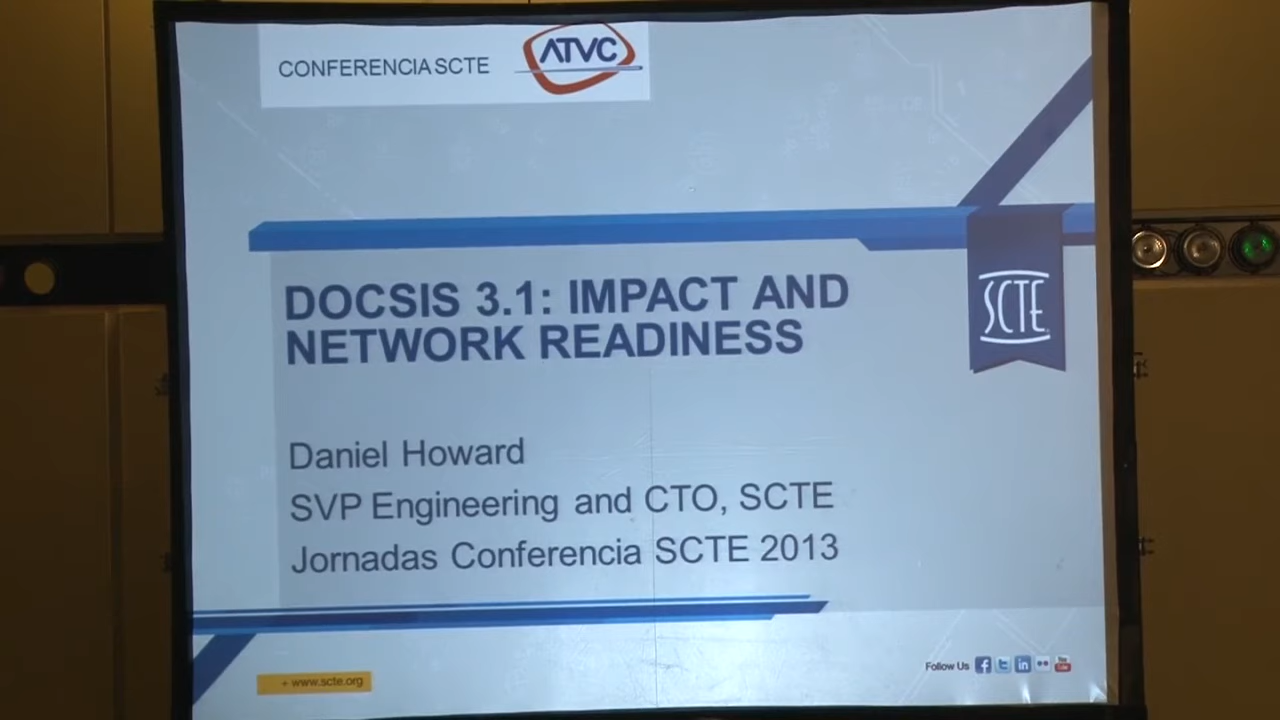 CONFERENCIA SCTE
ATVC
SCTE
DOCSIS 3.1: IMPACT AND
NETWORK READINESS
Daniel Howard
SVP Engineering and CTO, SCTE
Jornadas Conferencia SCTE 2013
+ www.scte.org
Follow Us